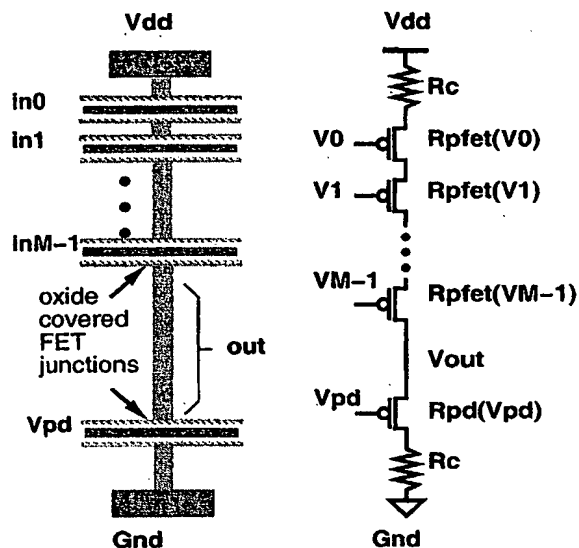 Vdd
in0
in1
inM-1
oxide
covered
FET
junctions
out
Vpd
Gnd
Vdd
Rc
V0 Rpfet(V0)
V1 Rpfet(V1)
VM-1 Rpfet(VM-1)
Vout
Vpd Rpd(Vpd)
Rc
Gnd